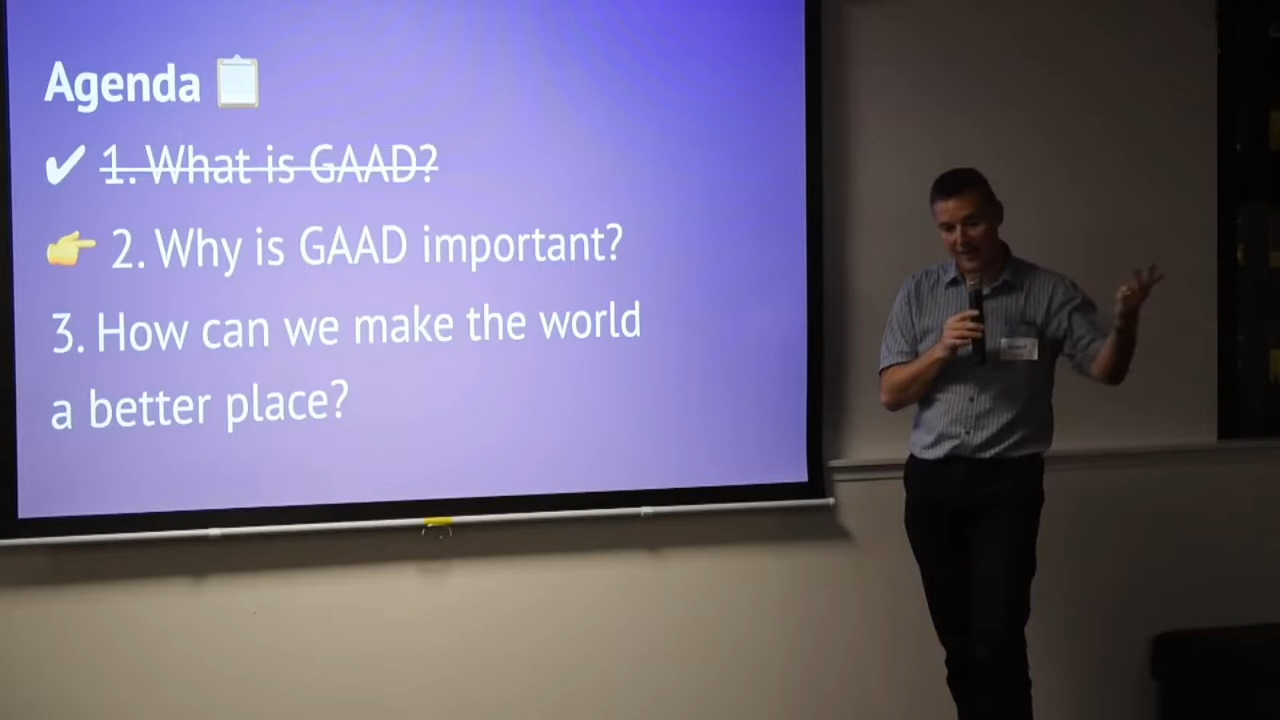 Agenda 📋
✔ 1. What is GAAD?
👉 2. Why is GAAD important?
3. How can we make the world
a better place?